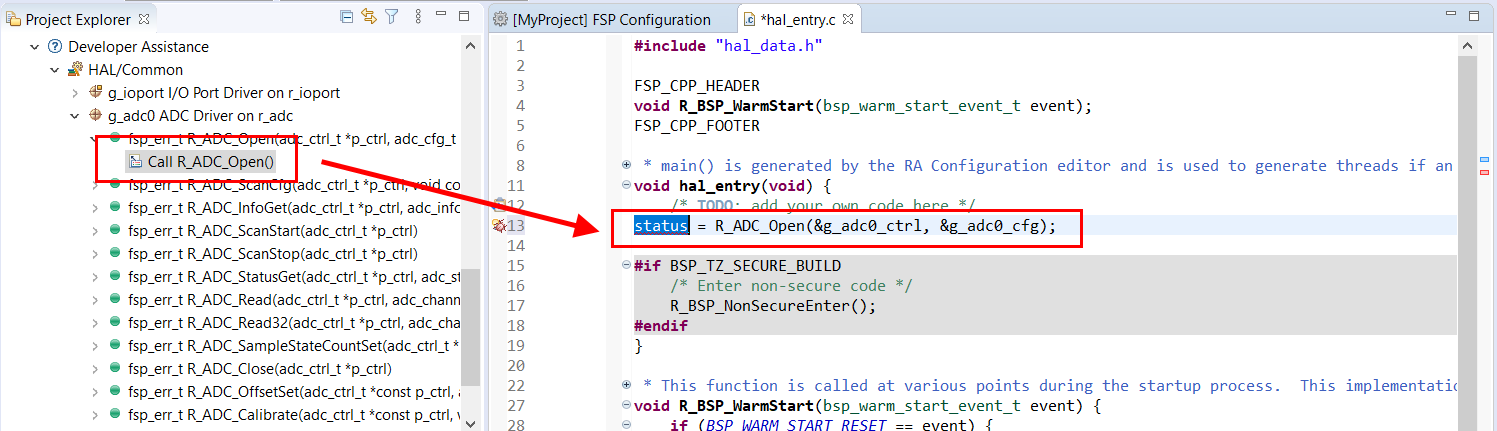 Project Explorer
Developer Assistance
HAL/Common
g_ioport I/O Port Driver on r_ioport
g_adc0 ADC Driver on r_adc
fsp_err_t R_ADC_Open(adc_ctrl_t *p_ctrl, adc_cfg_t
Call R_ADC_Open()
fsp_err_t R_ADC_ScanCfg(adc_ctrl_t *p_ctrl, void co
fsp_err_t R_ADC_InfoGet(adc_ctrl_t *p_ctrl, adc_info
fsp_err_t R_ADC_ScanStart(adc_ctrl_t *p_ctrl)
fsp_err_t R_ADC_ScanStop(adc_ctrl_t *p_ctrl)
fsp_err_t R_ADC_StatusGet(adc_ctrl_t *p_ctrl, adc_st
fsp_err_t R_ADC_Read(adc_ctrl_t *p_ctrl, adc_chann
fsp_err_t R_ADC_Read32(adc_ctrl_t *p_ctrl, adc_cha
fsp_err_t R_ADC_SampleStateCountSet(adc_ctrl_t *
fsp_err_t R_ADC_Close(adc_ctrl_t *p_ctrl)
fsp_err_t R_ADC_OffsetSet(adc_ctrl_t *const p_ctrl, a
fsp_err_t R_ADC_Calibrate(adc_ctrl_t *const p_ctrl, v
[MyProject] FSP Configuration
*hal_entry.c
1 #include "hal_data.h"
2
3 FSP_CPP_HEADER
4 void R_BSP_WarmStart(bsp_warm_start_event_t event);
5 FSP_CPP_FOOTER
6
8 * main() is generated by the RA Configuration editor and is used to generate threads if an
11 void hal_entry(void) {
12 /* TODO: add your own code here */
13 status = R_ADC_Open(&g_adc0_ctrl, &g_adc0_cfg);
14
15 #if BSP_TZ_SECURE_BUILD
16 /* Enter non-secure code */
17 R_BSP_NonSecureEnter();
18 #endif
19 }
20
22 * This function is called at various points during the startup process.  This implementatio
27 void R_BSP_WarmStart(bsp_warm_start_event_t event) {
28 if (BSP_WARM_START_RESET == event) {